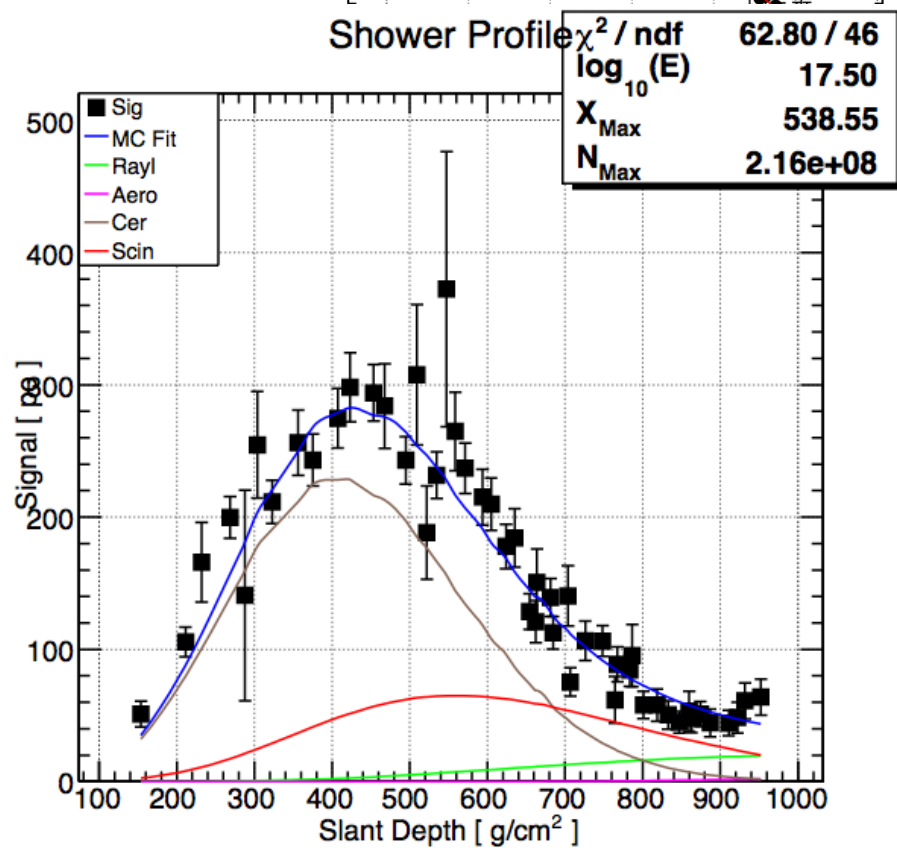 Shower Profile
χ² / ndf 62.80 / 46
log₁₀(E) 17.50
X_Max 538.55
N_Max 2.16e+08
Sig
MC Fit
Rayl
Aero
Cer
Scin
500
400
300
200
100
0
Signal [ pe ]
100 200 300 400 500 600 700 800 900 1000
Slant Depth [ g/cm² ]